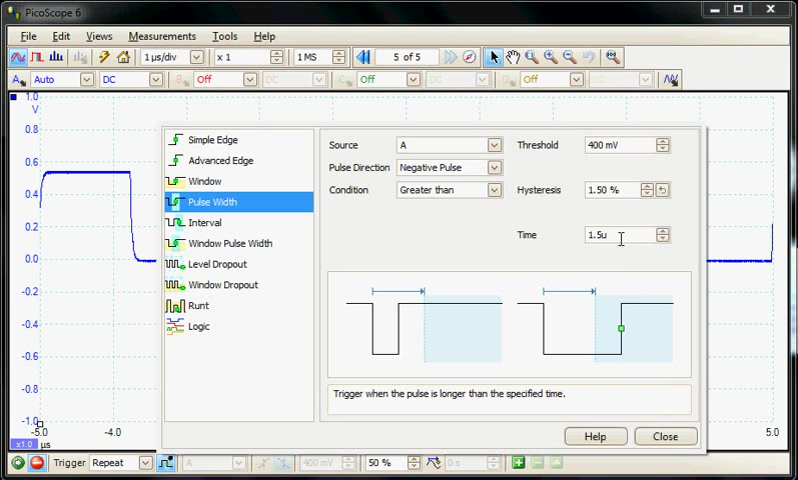 PicoScope 6
File Edit Views Measurements Tools Help
1 µs/div x 1 1 MS 5 of 5
A Auto DC B Off DC C Off DC D Off DC
1.0
V
0.8
0.6
0.4
0.2
0.0
-0.2
-0.4
-0.6
-0.8
-1.0
-5.0 -4.0 5.0
x1.0 µs
Simple Edge
Advanced Edge
Window
Pulse Width
Interval
Window Pulse Width
Level Dropout
Window Dropout
Runt
Logic
Source A Threshold 400 mV
Pulse Direction Negative Pulse
Condition Greater than Hysteresis 1.50 %
Time 1.5u
Trigger when the pulse is longer than the specified time.
Help Close
Trigger Repeat A 400 mV 50 % 0 s